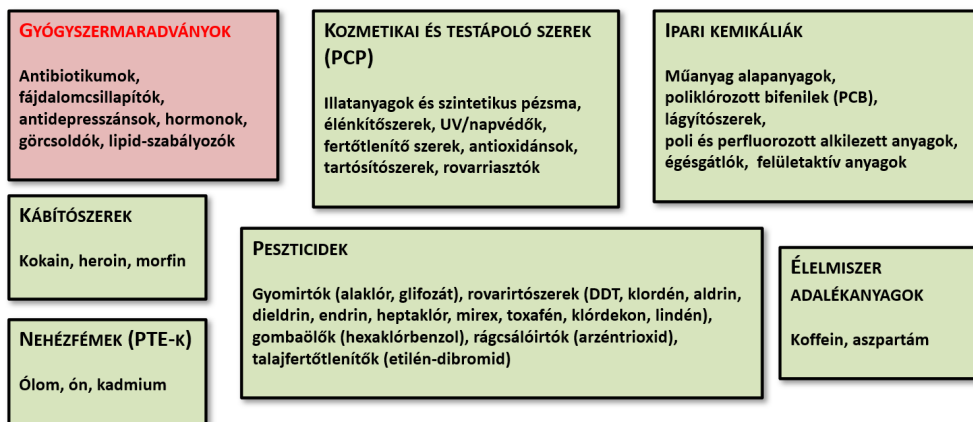 GYÓGYSZERMARADVÁNYOK
Antibiotikumok,
fájdalomcsillapítók,
antidepresszánsok, hormonok,
görcsoldók, lipid-szabályozók
KOZMETIKAI ÉS TESTÁPOLÓ SZEREK
(PCP)
Illatanyagok és szintetikus pézsma,
élénkítőszerek, UV/napvédők,
fertőtlenítő szerek, antioxidánsok,
tartósítószerek, rovarriasztók
IPARI KEMIKÁLIÁK
Műanyag alapanyagok,
poliklórozott bifenilek (PCB),
lágyítószerek,
poli és perfluorozott alkilezett anyagok,
égésgátlók, felületaktív anyagok
KÁBÍTÓSZEREK
Kokain, heroin, morfin
NEHÉZFÉMEK (PTE-K)
Ólom, ón, kadmium
PESZTICIDEK
Gyomirtók (alaklór, glifozát), rovarirtószerek (DDT, klordén, aldrin,
dieldrin, endrin, heptaklór, mirex, toxafén, klórdekon, lindén),
gombaölők (hexaklórbenzol), rágcsálóirtók (arzéntrioxid),
talajfertőtlenítők (etilén-dibromid)
ÉLELMISZER
ADALÉKANYAGOK
Koffein, aszpartám